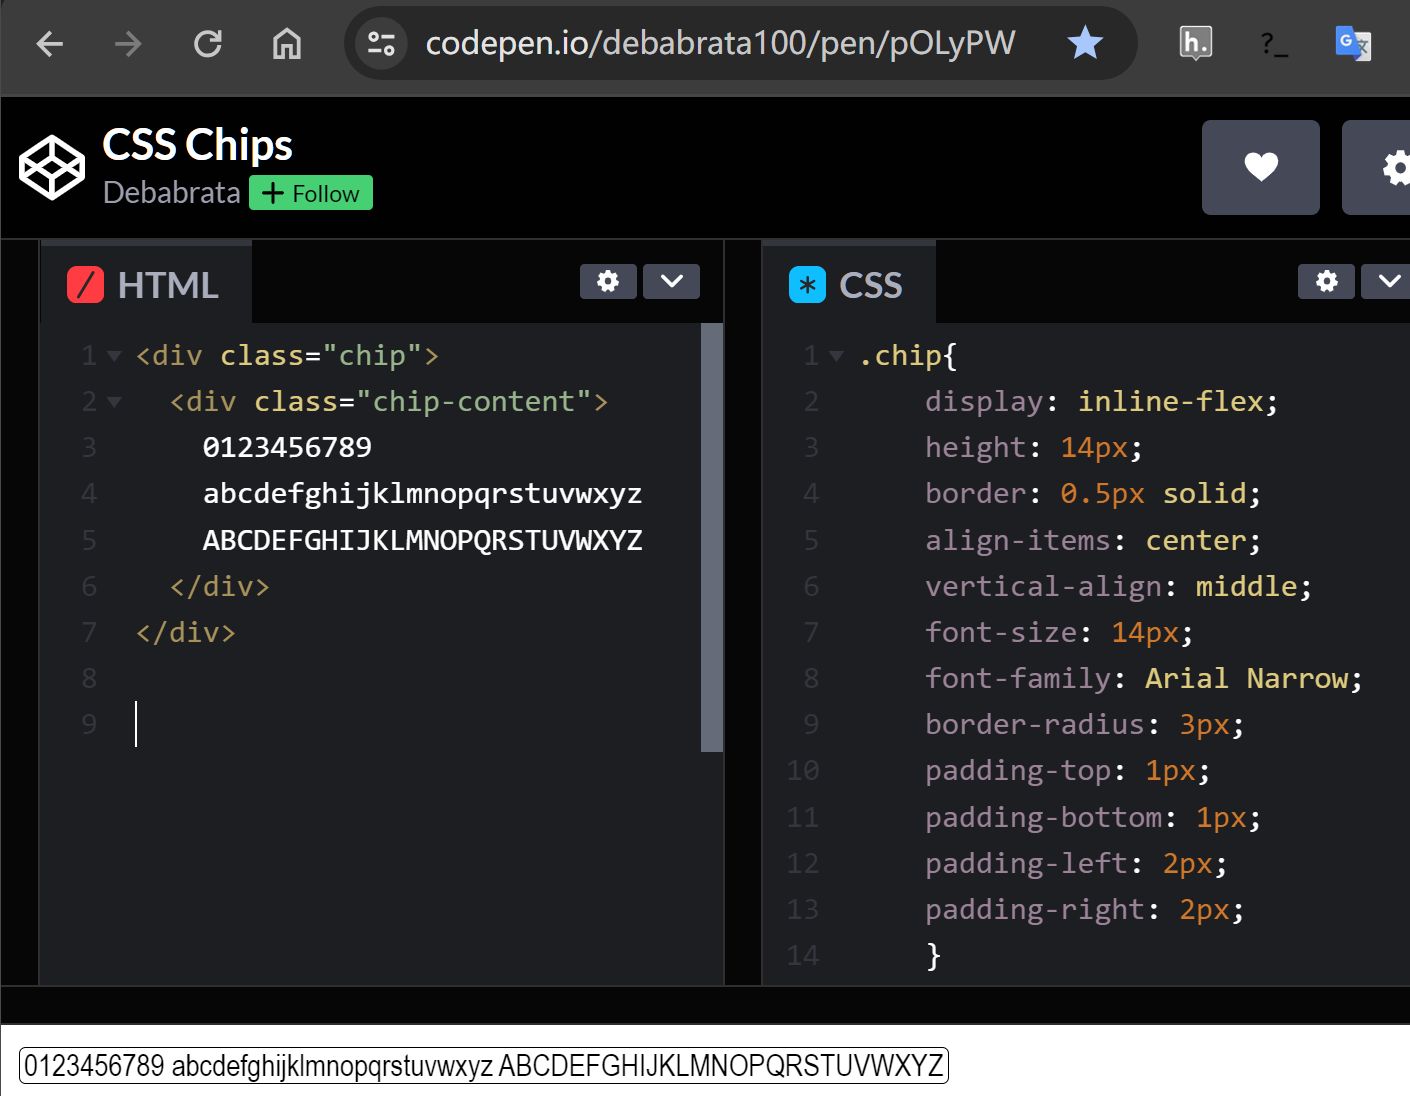 codepen.io/debabrata100/pen/pOLyPW
h.
?_
G 文
CSS Chips
Debabrata + Follow
/ HTML
1 <div class="chip">
2 <div class="chip-content">
3 0123456789
4 abcdefghijklmnopqrstuvwxyz
5 ABCDEFGHIJKLMNOPQRSTUVWXYZ
6 </div>
7 </div>
8
9
* CSS
1 .chip{
2 display: inline-flex;
3 height: 14px;
4 border: 0.5px solid;
5 align-items: center;
6 vertical-align: middle;
7 font-size: 14px;
8 font-family: Arial Narrow;
9 border-radius: 3px;
10 padding-top: 1px;
11 padding-bottom: 1px;
12 padding-left: 2px;
13 padding-right: 2px;
14 }
0123456789 abcdefghijklmnopqrstuvwxyz ABCDEFGHIJKLMNOPQRSTUVWXYZ